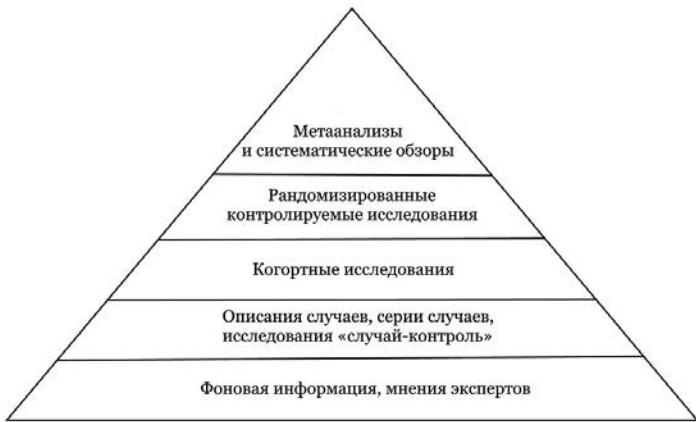 Метаанализы
и систематические обзоры
Рандомизированные
контролируемые исследования
Когортные исследования
Описания случаев, серии случаев,
исследования «случай-контроль»
Фоновая информация, мнения экспертов